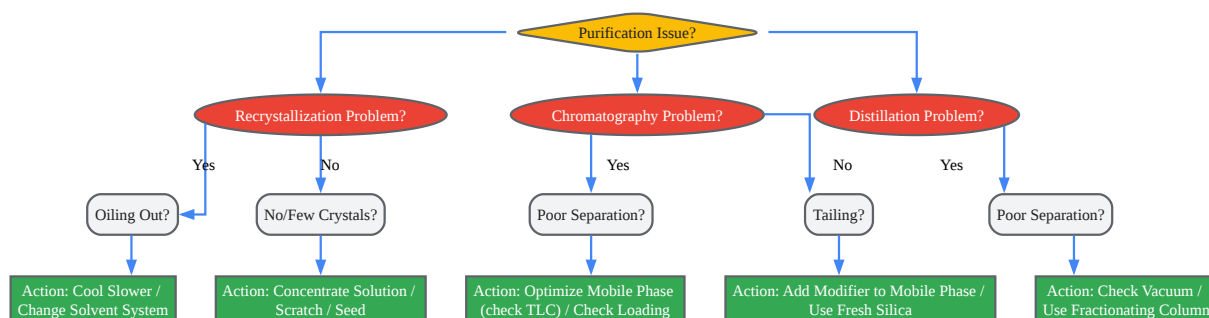 Purification Issue?
Recrystallization Problem?
Chromatography Problem?
Distillation Problem?
Yes
No
Yes
No
Yes
Oiling Out?
No/Few Crystals?
Poor Separation?
Tailing?
Poor Separation?
Action: Cool Slower /
Change Solvent System
Action: Concentrate Solution /
Scratch / Seed
Action: Optimize Mobile Phase
(check TLC) / Check Loading
Action: Add Modifier to Mobile Phase /
Use Fresh Silica
Action: Check Vacuum /
Use Fractionating Column